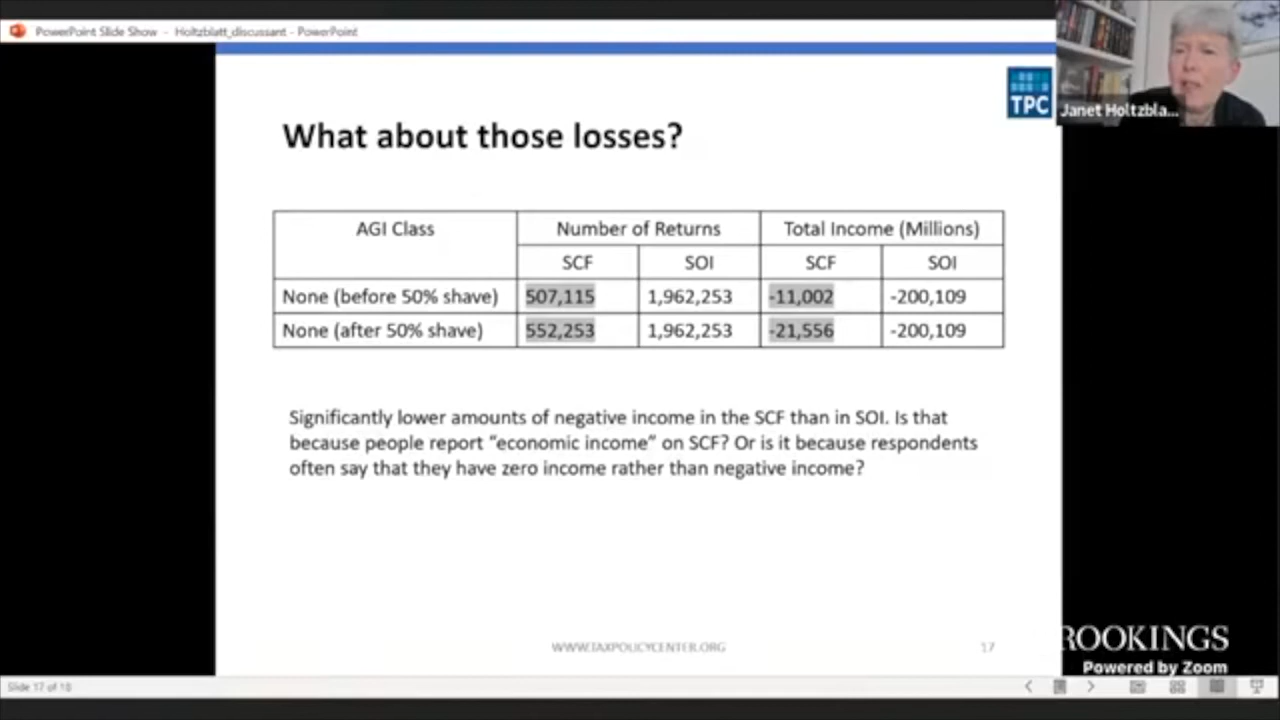 PowerPoint Slide Show - Holtzblatt_discussant - PowerPoint
TPC
Janet Holtzbla...
What about those losses?
AGI Class Number of Returns Total Income (Millions)
SCF SOI SCF SOI
None (before 50% shave) 507,115 1,962,253 -11,002 -200,109
None (after 50% shave) 552,253 1,962,253 -21,556 -200,109
Significantly lower amounts of negative income in the SCF than in SOI. Is that
because people report “economic income” on SCF? Or is it because respondents
often say that they have zero income rather than negative income?
WWW.TAXPOLICYCENTER.ORG 17
ROOKINGS
Powered by Zoom
Slide 17 of 18